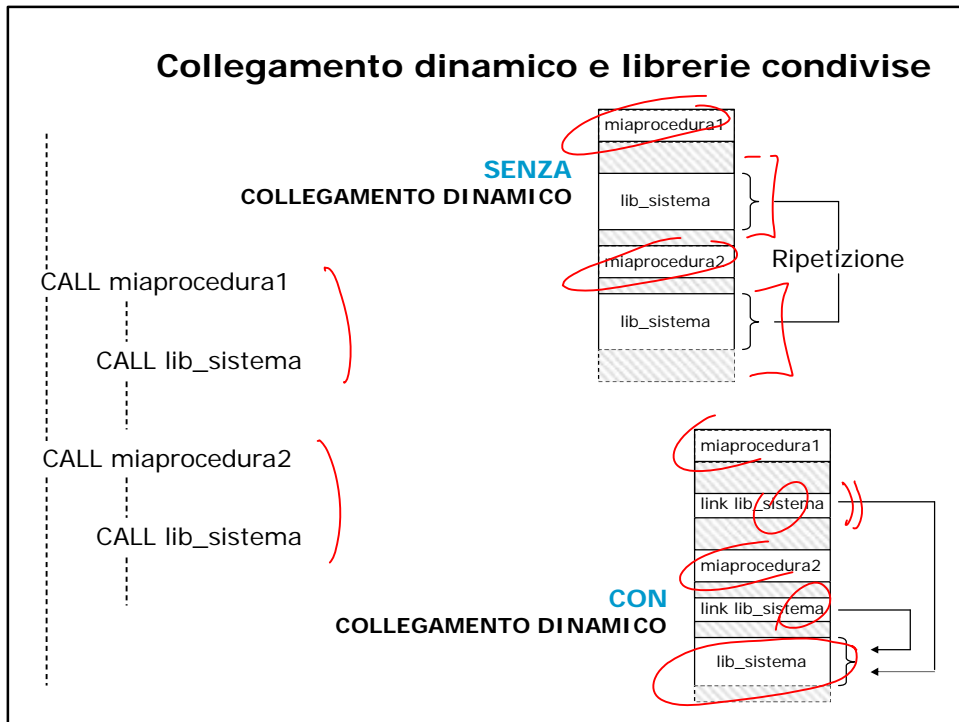 Collegamento dinamico e librerie condivise
SENZA
COLLEGAMENTO DINAMICO
miaprocedura1
lib_sistema
miaprocedura2
lib_sistema
Ripetizione
CALL miaprocedura1
CALL lib_sistema
CALL miaprocedura2
CALL lib_sistema
CON
COLLEGAMENTO DINAMICO
miaprocedura1
link lib_sistema
miaprocedura2
link lib_sistema
lib_sistema